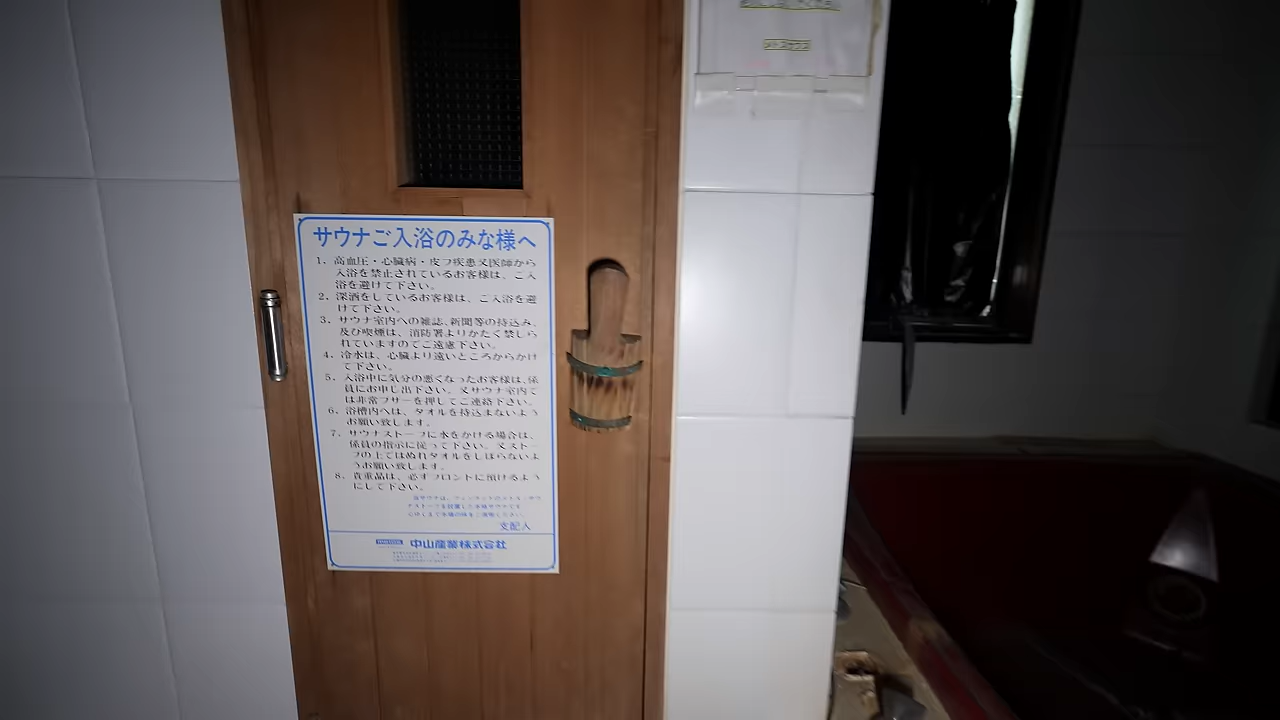 メトスサウナ
サウナご入浴のみな様へ
1. 高血圧・心臓病・皮フ疾患又医師から
入浴を禁止されているお客様は、ご入
浴を避けて下さい。
2. 深酒をしているお客様は、ご入浴を避
けて下さい。
3. サウナ室内への雑誌、新聞等の持込み、
及び喫煙は、消防署よりかたく禁じら
れていますのでご遠慮下さい。
4. 冷水は、心臓より遠いところからかけ
て下さい。
5. 入浴中に気分の悪くなったお客様は、係
員にお申し出下さい。又サウナ室内で
は非常ブザーを押してご連絡下さい。
6. 浴槽内へは、タオルを持込まないよう
お願い致します。
7. サウナストーブに水をかける場合は、
係員の指示に従って下さい。又ストー
ブの上ではぬれタオルをしぼらないよ
うお願い致します。
8. 貴重品は、必ずフロントに預けるよう
にして下さい。
支配人
中山産業株式会社